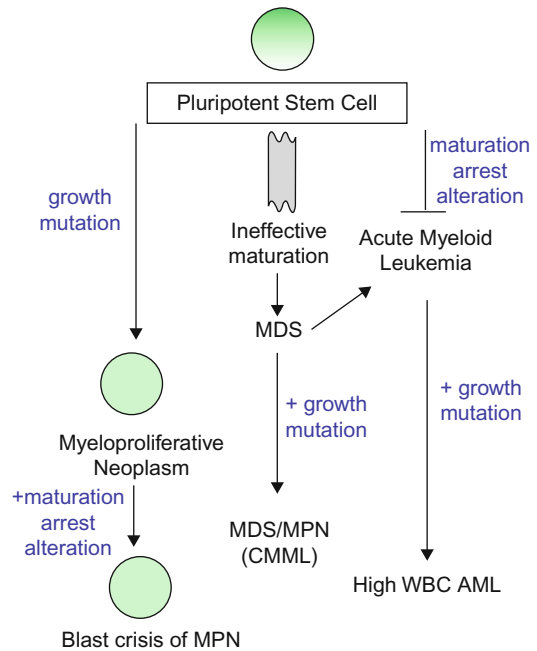 Pluripotent Stem Cell
growth
mutation
Ineffective
maturation
maturation
arrest
alteration
Acute Myeloid
Leukemia
MDS
Myeloproliferative
Neoplasm
+ growth
mutation
+ growth
mutation
+maturation
arrest
alteration
MDS/MPN
(CMML)
High WBC AML
Blast crisis of MPN